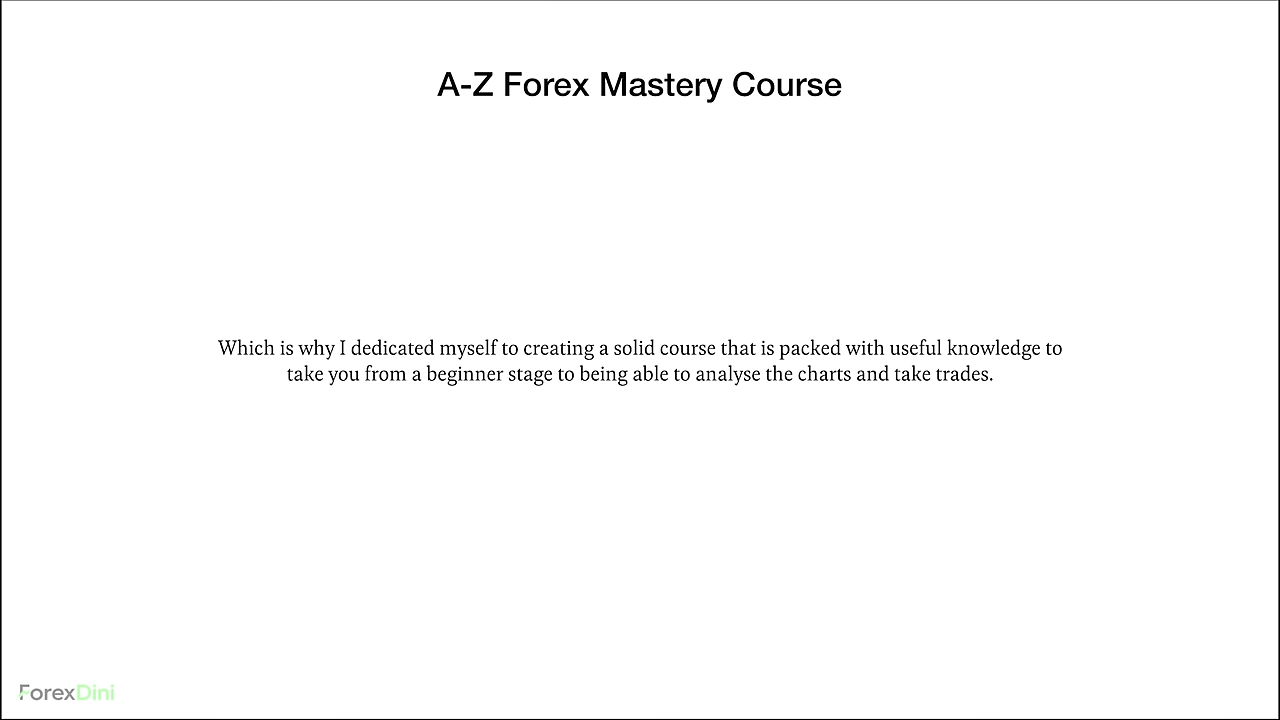 A-Z Forex Mastery Course
Which is why I dedicated myself to creating a solid course that is packed with useful knowledge to
take you from a beginner stage to being able to analyse the charts and take trades.
ForexDini